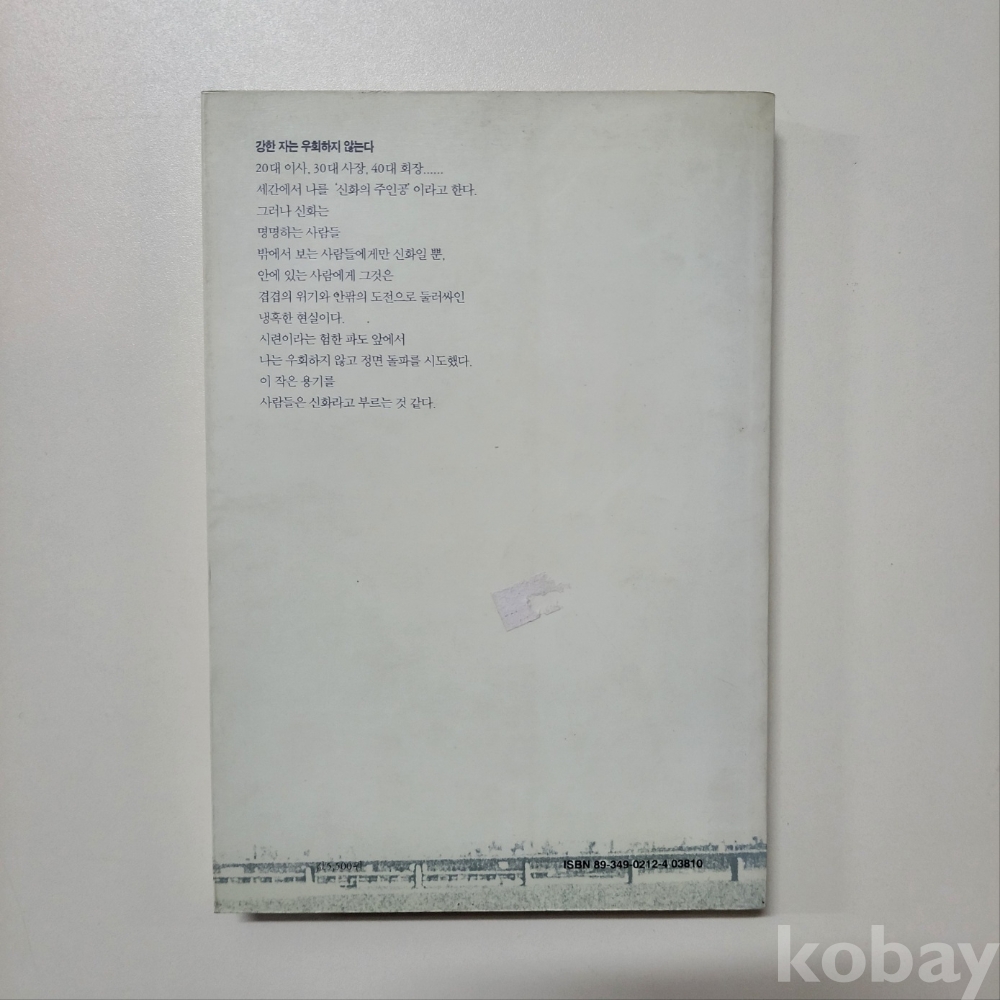 강한 자는 우회하지 않는다
20대 이사, 30대 사장, 40대 회장......
세간에서 나를 '신화의 주인공'이라고 한다.
그러나 신화는
명명하는 사람들
밖에서 보는 사람들에게만 신화일 뿐,
안에 있는 사람에게 그것은
겹겹의 위기와 안팎의 도전으로 둘러싸인
냉혹한 현실이다.
시련이라는 험한 파도 앞에서
나는 우회하지 않고 정면 돌파를 시도했다.
이 작은 용기를
사람들은 신화라고 부르는 것 같다.
값5,500원
ISBN 89-349-0212-4 03810
kobay